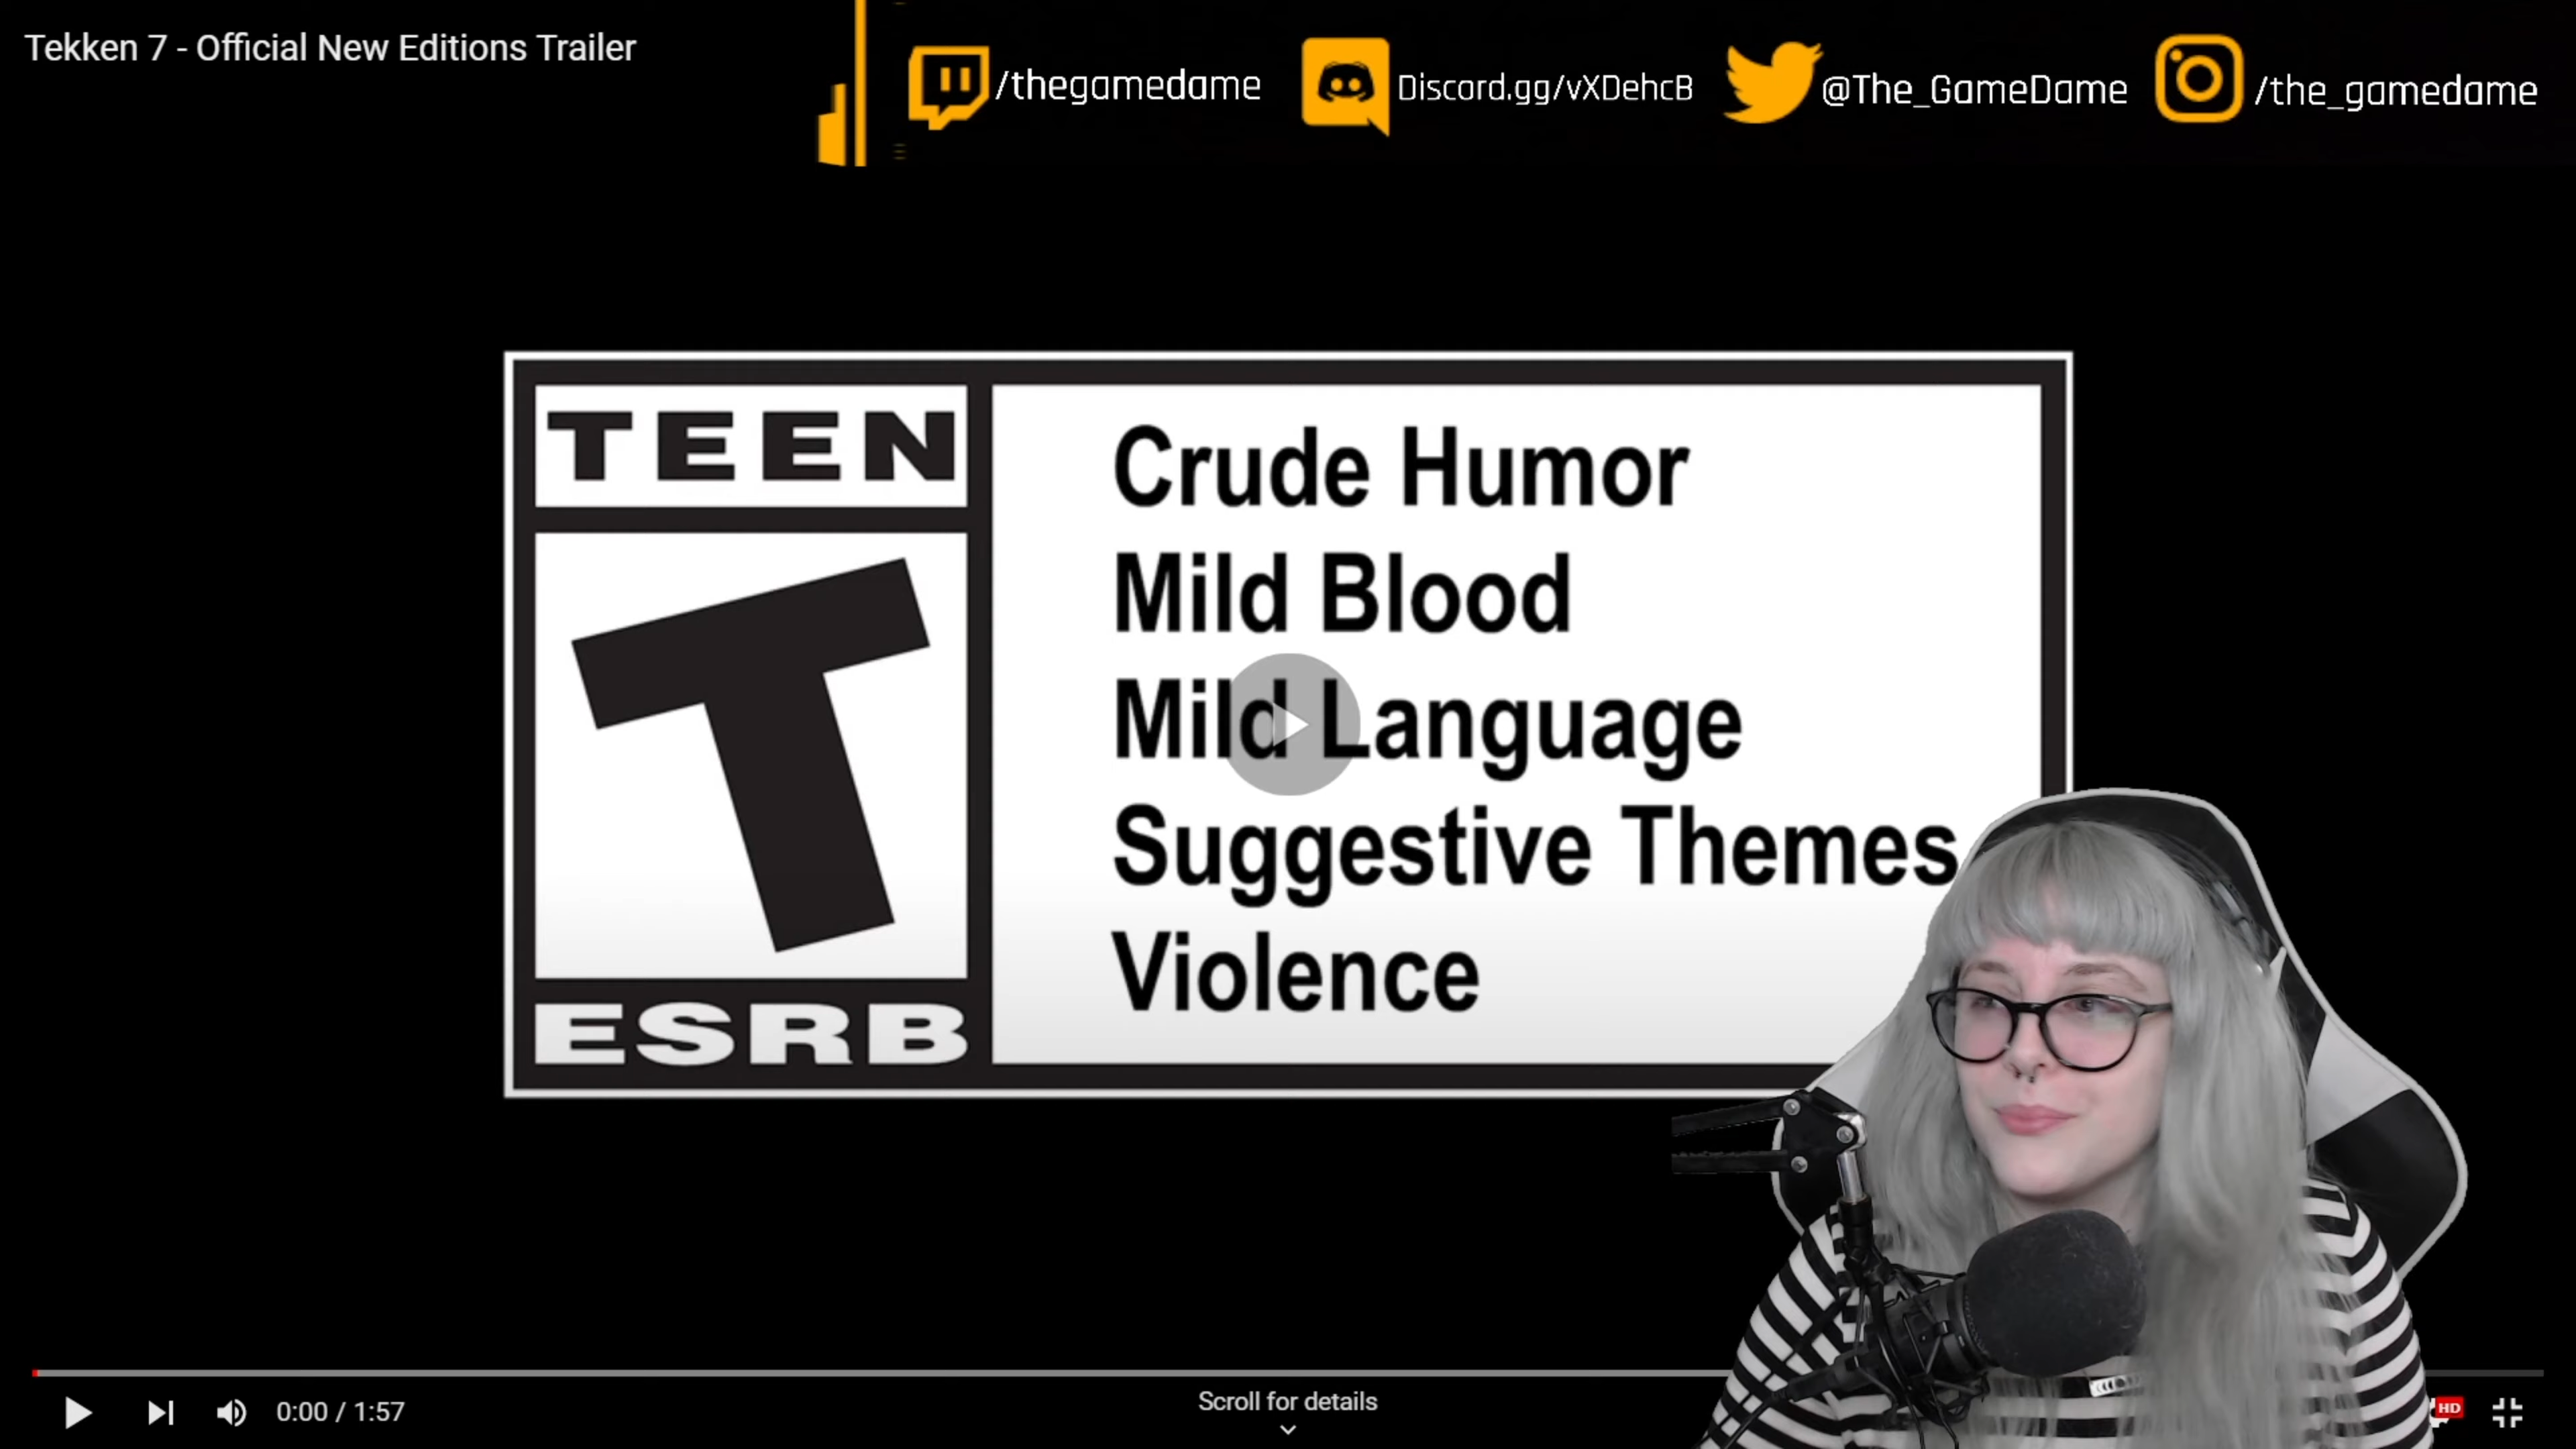 Tekken 7 - Official New Editions Trailer
/thegamedame
Discord.gg/vXDehcB
@The_GameDame
/the_gamedame
TEEN
T
ESRB
Crude Humor
Mild Blood
Mild Language
Suggestive Themes
Violence
0:00 / 1:57
Scroll for details
HD